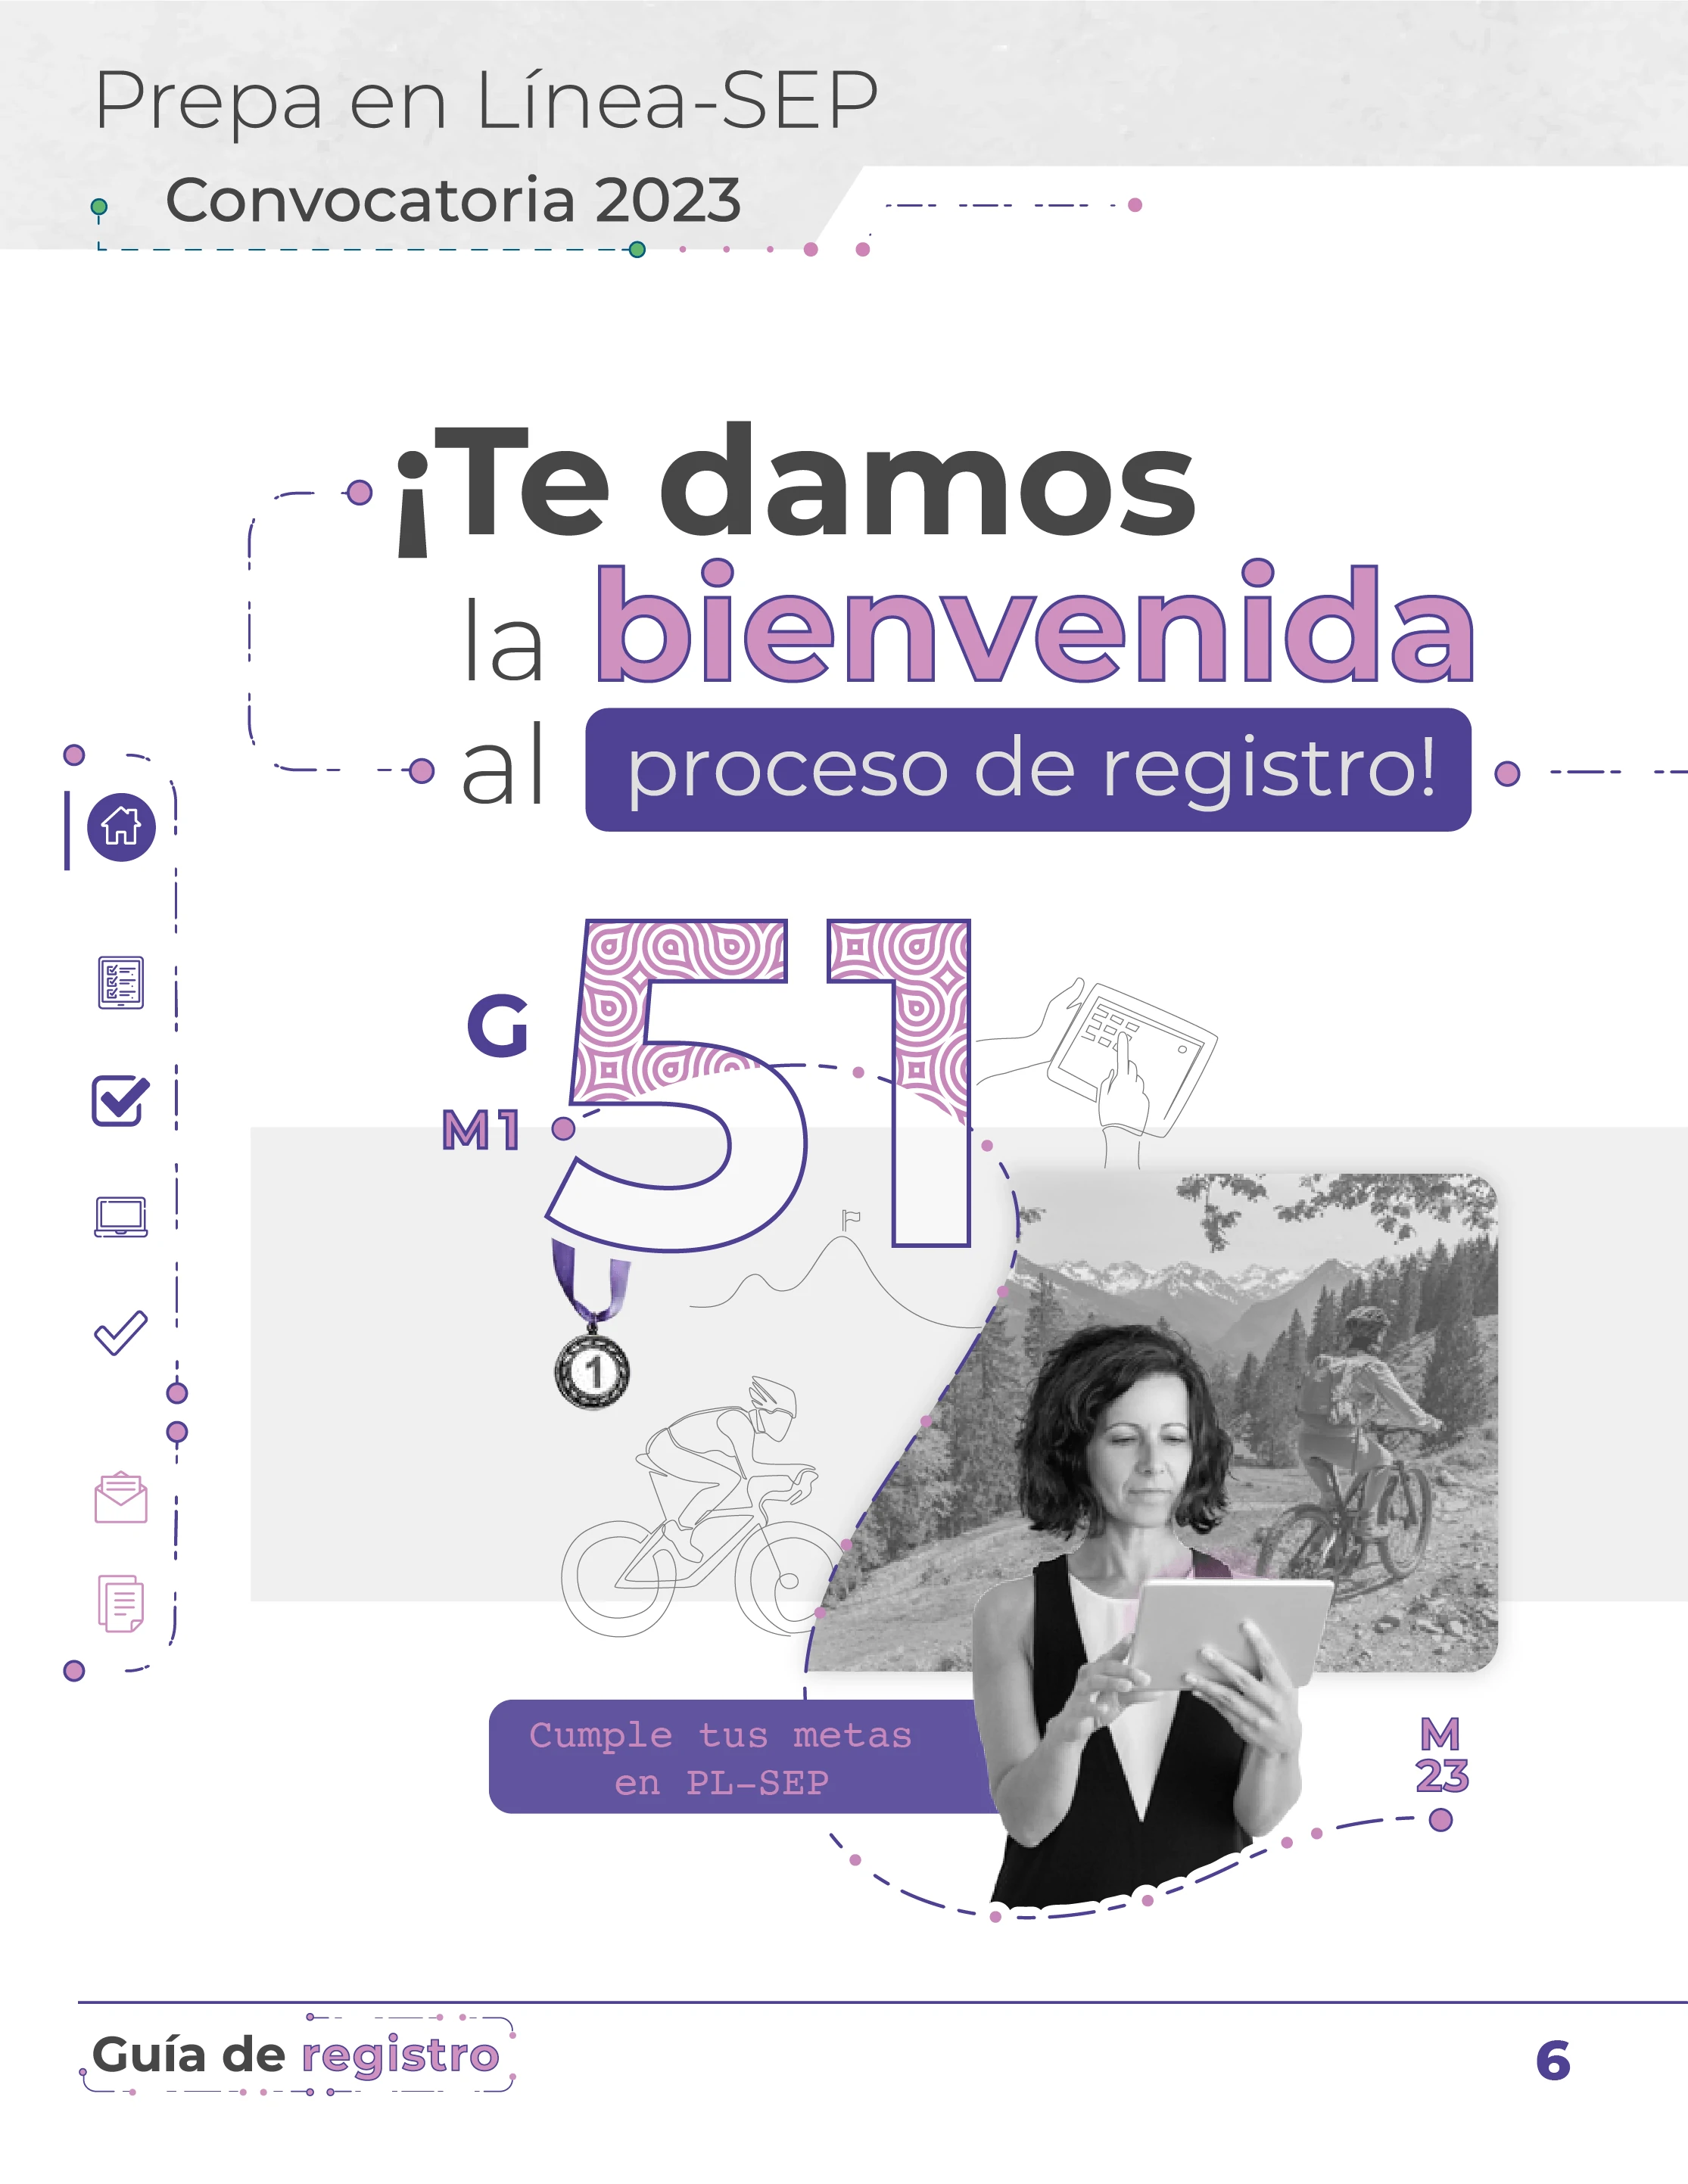 Prepa en Línea-SEP
Convocatoria 2023
¡Te damos
la bienvenida
al proceso de registro!
G
51
M1
1
Cumple tus metas
en PL-SEP
M
23
Guía de registro
6